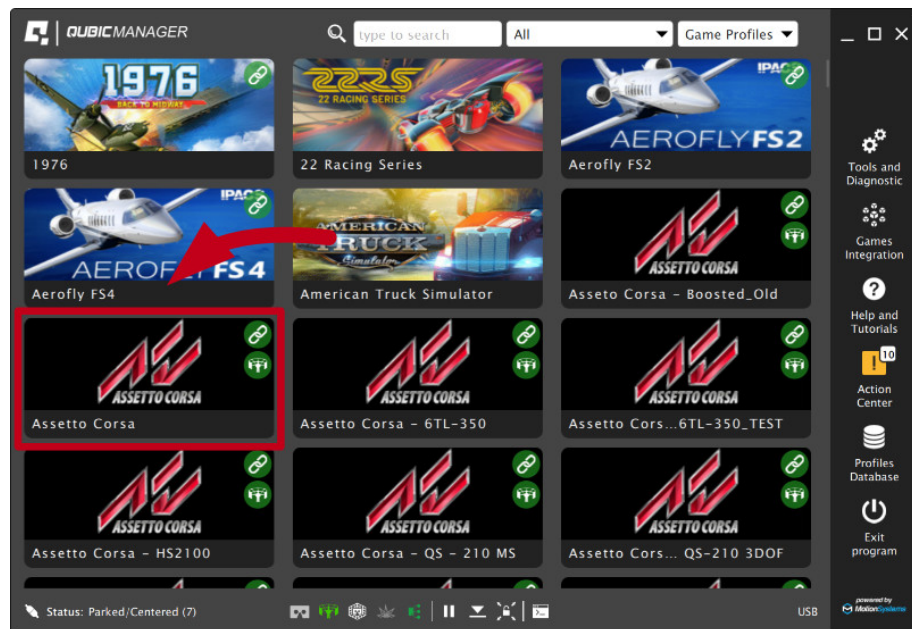 QUBIC MANAGER
type to search
All
Game Profiles
1976
BACK TO MIDWAY
1976
22 RACING SERIES
22 Racing Series
IPACS
AEROFLY FS2
Aerofly FS2
IPACS
AEROFLY FS4
Aerofly FS4
AMERICAN
TRUCK
Simulator
American Truck Simulator
ASSETTO CORSA
Asseto Corsa – Boosted_Old
ASSETTO CORSA
Assetto Corsa
ASSETTO CORSA
Assetto Corsa – 6TL-350
ASSETTO CORSA
Assetto Cors...6TL-350_TEST
ASSETTO CORSA
Assetto Corsa – HS2100
ASSETTO CORSA
Assetto Corsa – QS – 210 MS
ASSETTO CORSA
Assetto Cors... QS-210 3DOF
Tools and
Diagnostic
Games
Integration
Help and
Tutorials
10
Action
Center
Profiles
Database
Exit
program
Status: Parked/Centered (7)
USB
powered by
MotionSystems